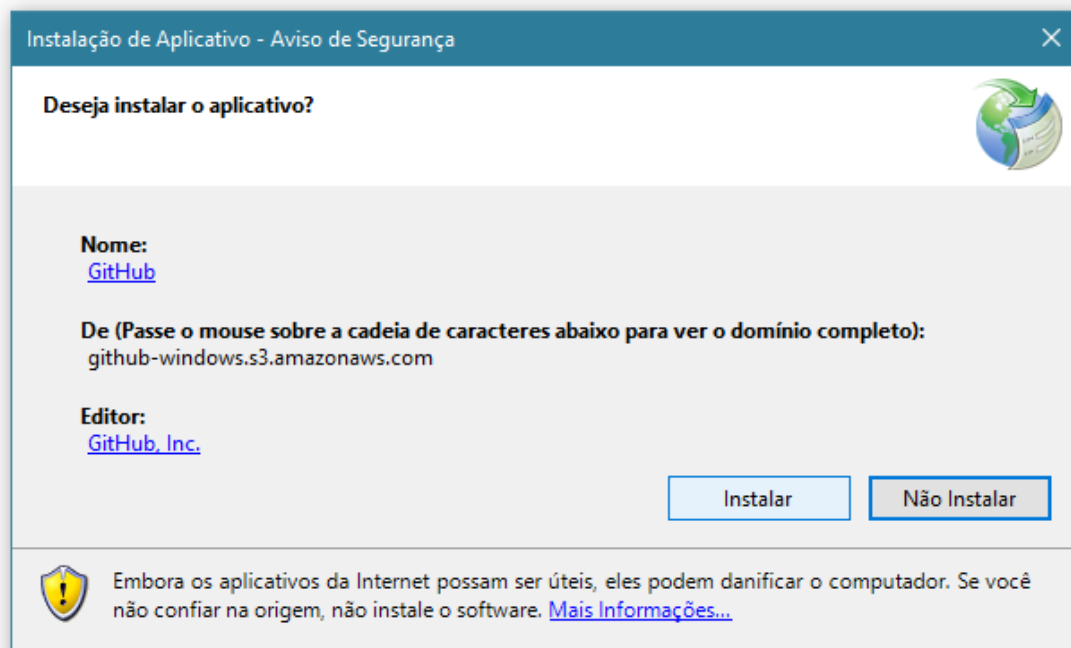 Instalação de Aplicativo - Aviso de Segurança
Deseja instalar o aplicativo?
Nome:
GitHub
De (Passe o mouse sobre a cadeia de caracteres abaixo para ver o domínio completo):
github-windows.s3.amazonaws.com
Editor:
GitHub, Inc.
Instalar
Não Instalar
Embora os aplicativos da Internet possam ser úteis, eles podem danificar o computador. Se você
não confiar na origem, não instale o software. Mais Informações...